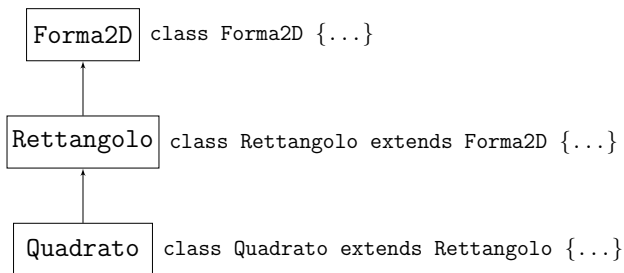 Forma2D class Forma2D {...}
Rettangolo class Rettangolo extends Forma2D {...}
Quadrato class Quadrato extends Rettangolo {...}